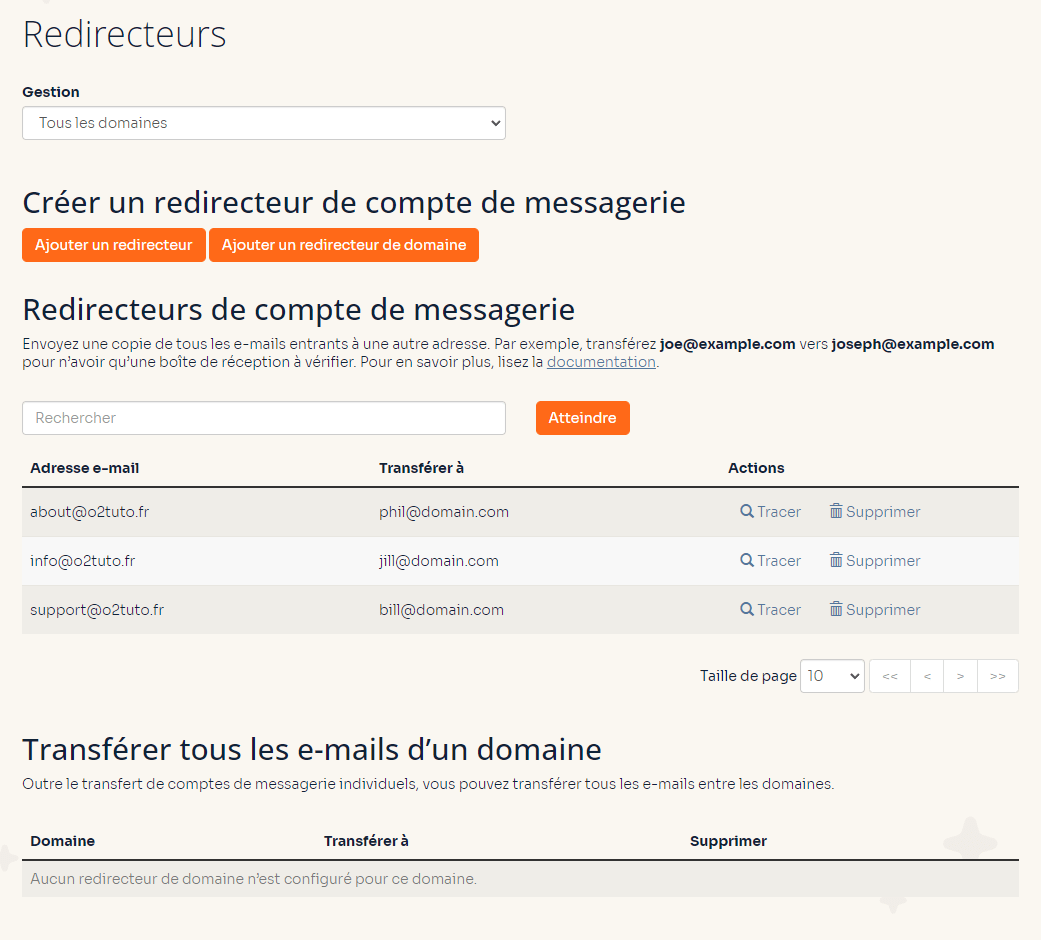 Redirecteurs
Gestion
Tous les domaines
Créer un redirecteur de compte de messagerie
Ajouter un redirecteur Ajouter un redirecteur de domaine
Redirecteurs de compte de messagerie
Envoyez une copie de tous les e-mails entrants à une autre adresse. Par exemple, transférez joe@example.com vers joseph@example.com
pour n’avoir qu’une boîte de réception à vérifier. Pour en savoir plus, lisez la documentation.
Rechercher Atteindre
Adresse e-mail Transférer à Actions
about@o2tuto.fr phil@domain.com Tracer Supprimer
info@o2tuto.fr jill@domain.com Tracer Supprimer
support@o2tuto.fr bill@domain.com Tracer Supprimer
Taille de page 10 << < > >>
Transférer tous les e-mails d’un domaine
Outre le transfert de comptes de messagerie individuels, vous pouvez transférer tous les e-mails entre les domaines.
Domaine Transférer à Supprimer
Aucun redirecteur de domaine n’est configuré pour ce domaine.